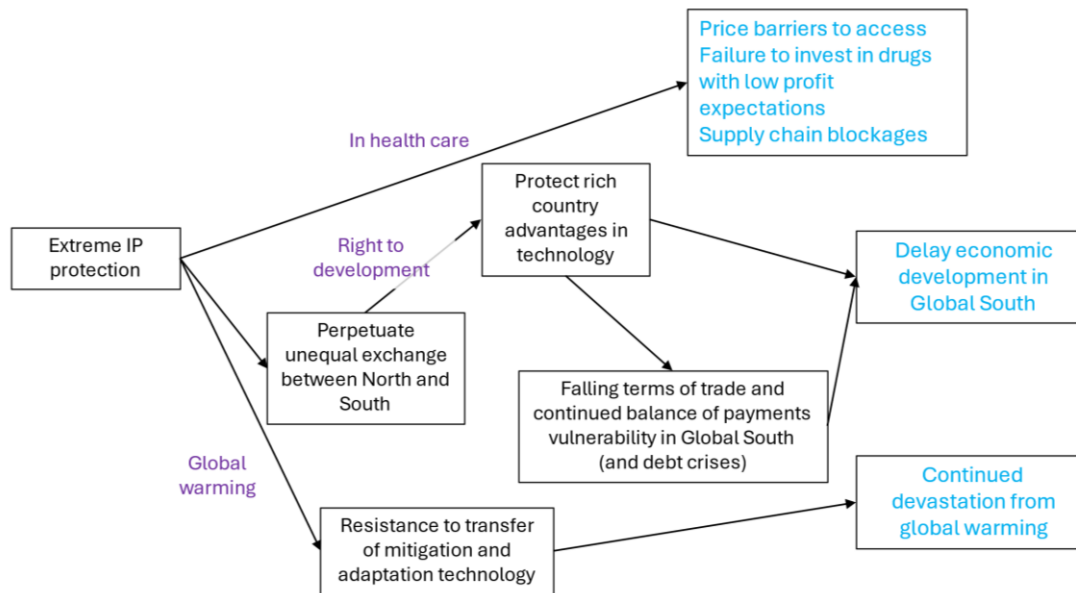 Price barriers to access
Failure to invest in drugs
with low profit
expectations
Supply chain blockages
In health care
Protect rich
country
advantages in
technology
Extreme IP
protection
Right to
development
Delay economic
development in
Global South
Perpetuate
unequal exchange
between North and
South
Falling terms of trade and
continued balance of payments
vulnerability in Global South
(and debt crises)
Global
warming
Continued
devastation from
global warming
Resistance to transfer
of mitigation and
adaptation technology